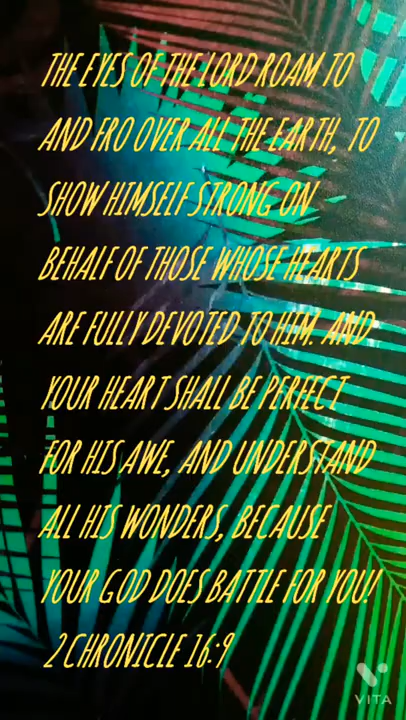 THE EYES OF THE LORD ROAM TO
AND FRO OVER ALL THE EARTH, TO
SHOW HIMSELF STRONG ON
BEHALF OF THOSE WHOSE HEARTS
ARE FULLY DEVOTED TO HIM. AND
YOUR HEART SHALL BE PERFECT
FOR HIS AWE, AND UNDERSTAND
ALL HIS WONDERS, BECAUSE
YOUR GOD DOES BATTLE FOR YOU!
2 CHRONICLE 16:9
VITA